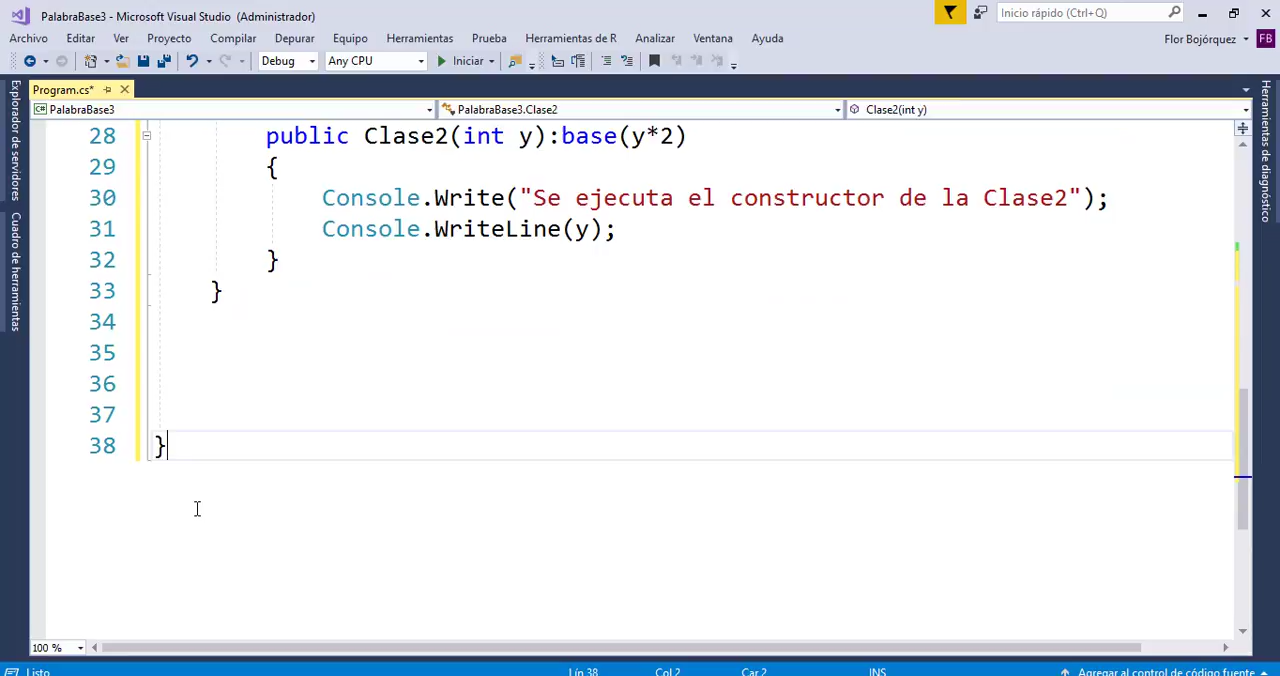 PalabraBase3 - Microsoft Visual Studio (Administrador)
Inicio rápido (Ctrl+Q)
Archivo Editar Ver Proyecto Compilar Depurar Equipo Herramientas Prueba Herramientas de R Analizar Ventana Ayuda
Flor Bojórquez FB
Debug Any CPU Iniciar
Program.cs*
PalabraBase3 PalabraBase3.Clase2 Clase2(int y)
Explorador de servidores
Cuadro de herramientas
Herramientas de diagnóstico
28 public Clase2(int y):base(y*2)
29 {
30 Console.Write("Se ejecuta el constructor de la Clase2");
31 Console.WriteLine(y);
32 }
33 }
34
35
36
37
38 }
100 %
Listo Lín 38 Col 2 Car 2 INS Agregar al control de código fuente